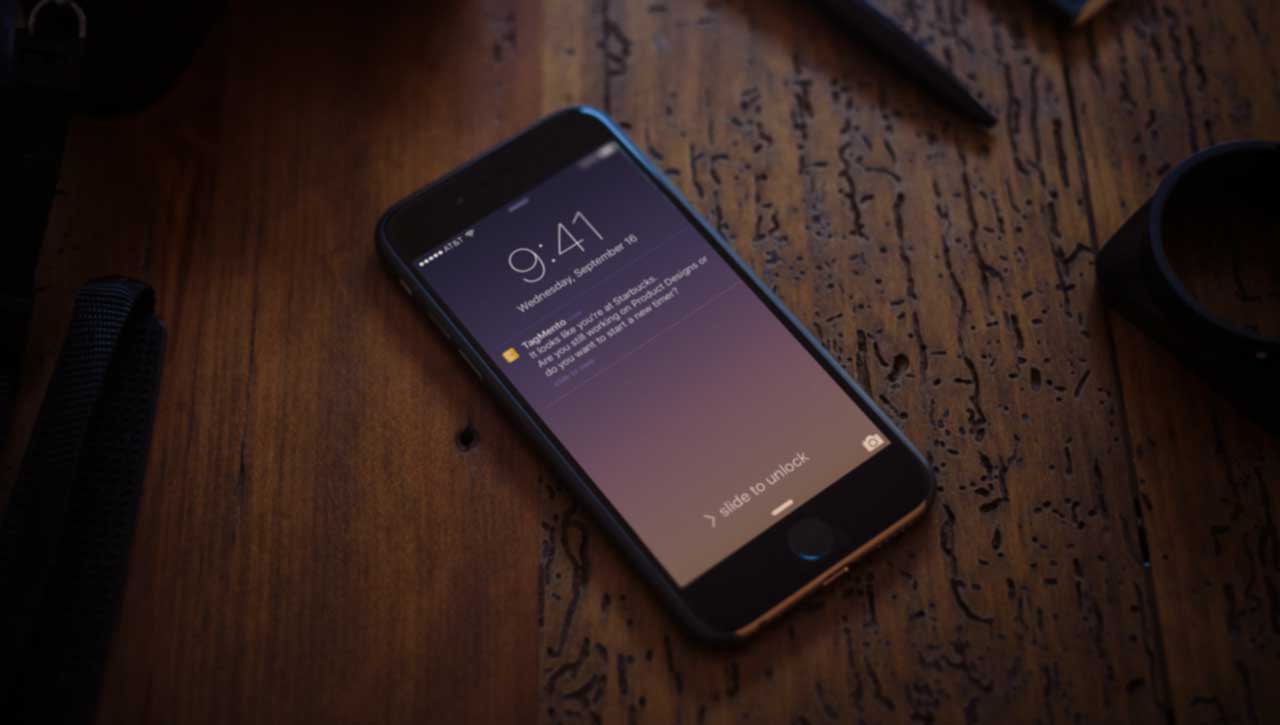 AT&T
9:41
Wednesday, September 16
TagMento
It looks like you're at Starbucks.
Are you still working on Product Designs or
do you want to start a new timer?
slide to unlock